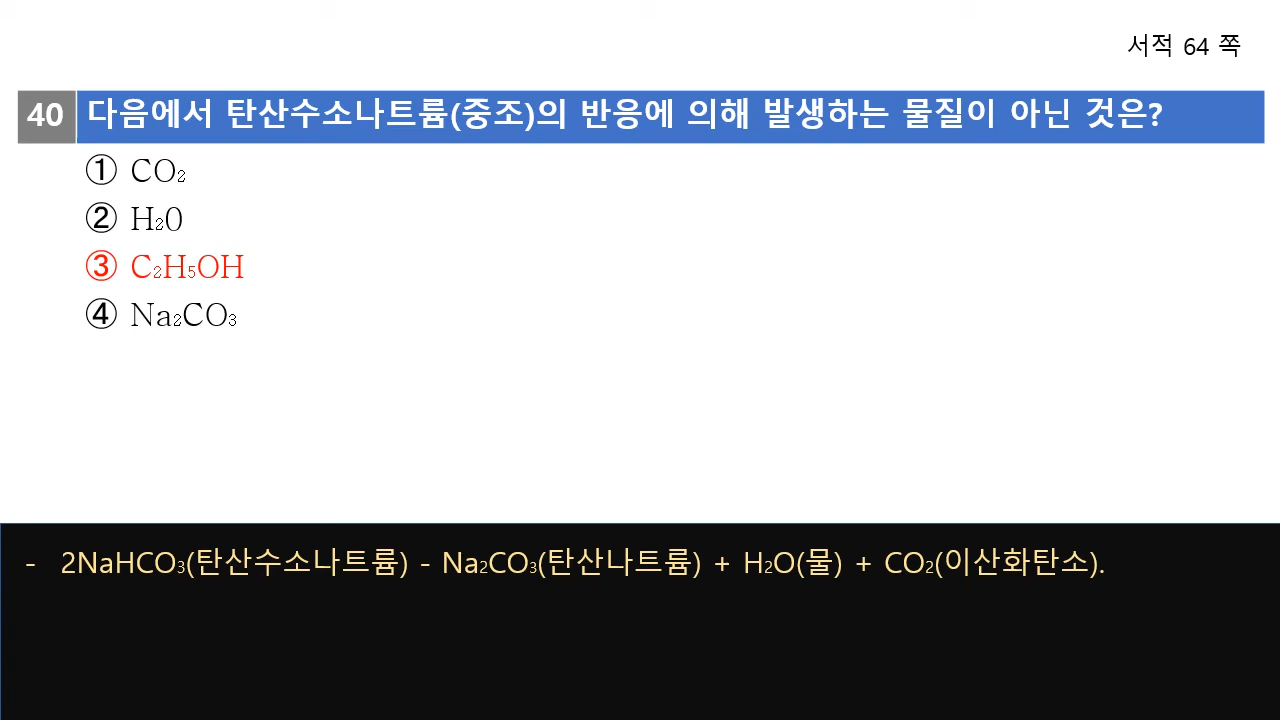 서적 64 쪽
40 다음에서 탄산수소나트륨(중조)의 반응에 의해 발생하는 물질이 아닌 것은?
① CO₂
② H₂0
③ C₂H₅OH
④ Na₂CO₃
- 2NaHCO₃(탄산수소나트륨) - Na₂CO₃(탄산나트륨) + H₂O(물) + CO₂(이산화탄소).